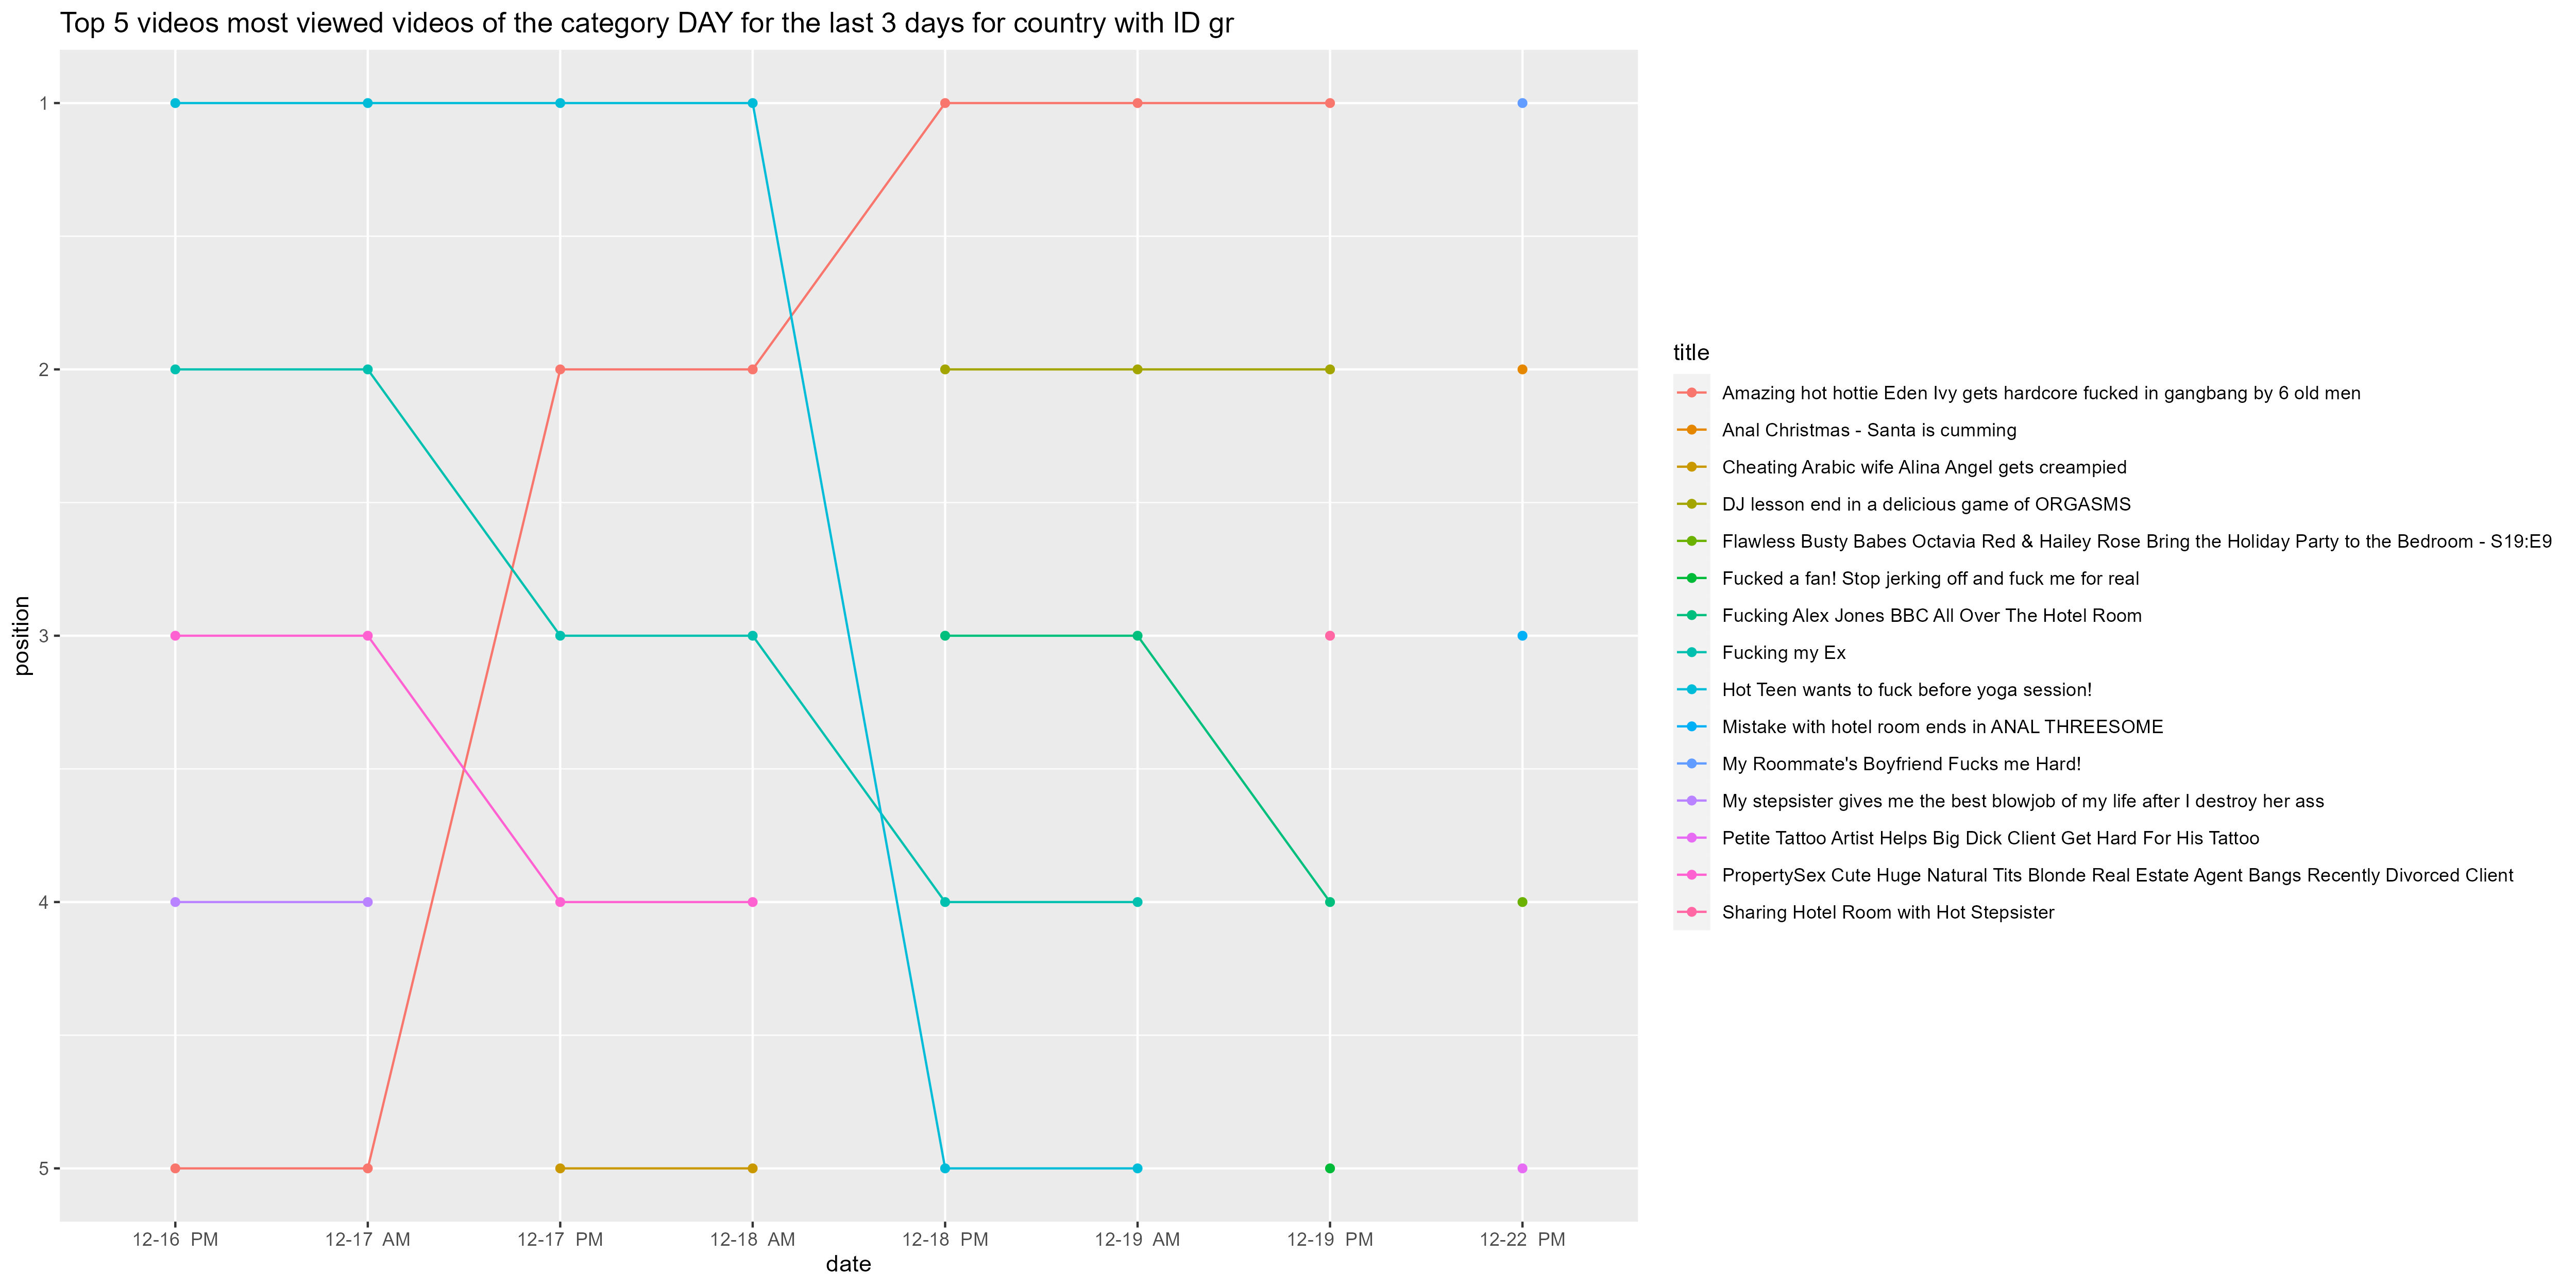 Top 5 videos most viewed videos of the category DAY for the last 3 days for country with ID gr
position
1
2
3
4
5
12-16 PM
12-17 AM
12-17 PM
12-18 AM
12-18 PM
12-19 AM
12-19 PM
12-22 PM
date
title
Amazing hot hottie Eden Ivy gets hardcore fucked in gangbang by 6 old men
Anal Christmas - Santa is cumming
Cheating Arabic wife Alina Angel gets creampied
DJ lesson end in a delicious game of ORGASMS
Flawless Busty Babes Octavia Red & Hailey Rose Bring the Holiday Party to the Bedroom - S19:E9
Fucked a fan! Stop jerking off and fuck me for real
Fucking Alex Jones BBC All Over The Hotel Room
Fucking my Ex
Hot Teen wants to fuck before yoga session!
Mistake with hotel room ends in ANAL THREESOME
My Roommate's Boyfriend Fucks me Hard!
My stepsister gives me the best blowjob of my life after I destroy her ass
Petite Tattoo Artist Helps Big Dick Client Get Hard For His Tattoo
PropertySex Cute Huge Natural Tits Blonde Real Estate Agent Bangs Recently Divorced Client
Sharing Hotel Room with Hot Stepsister